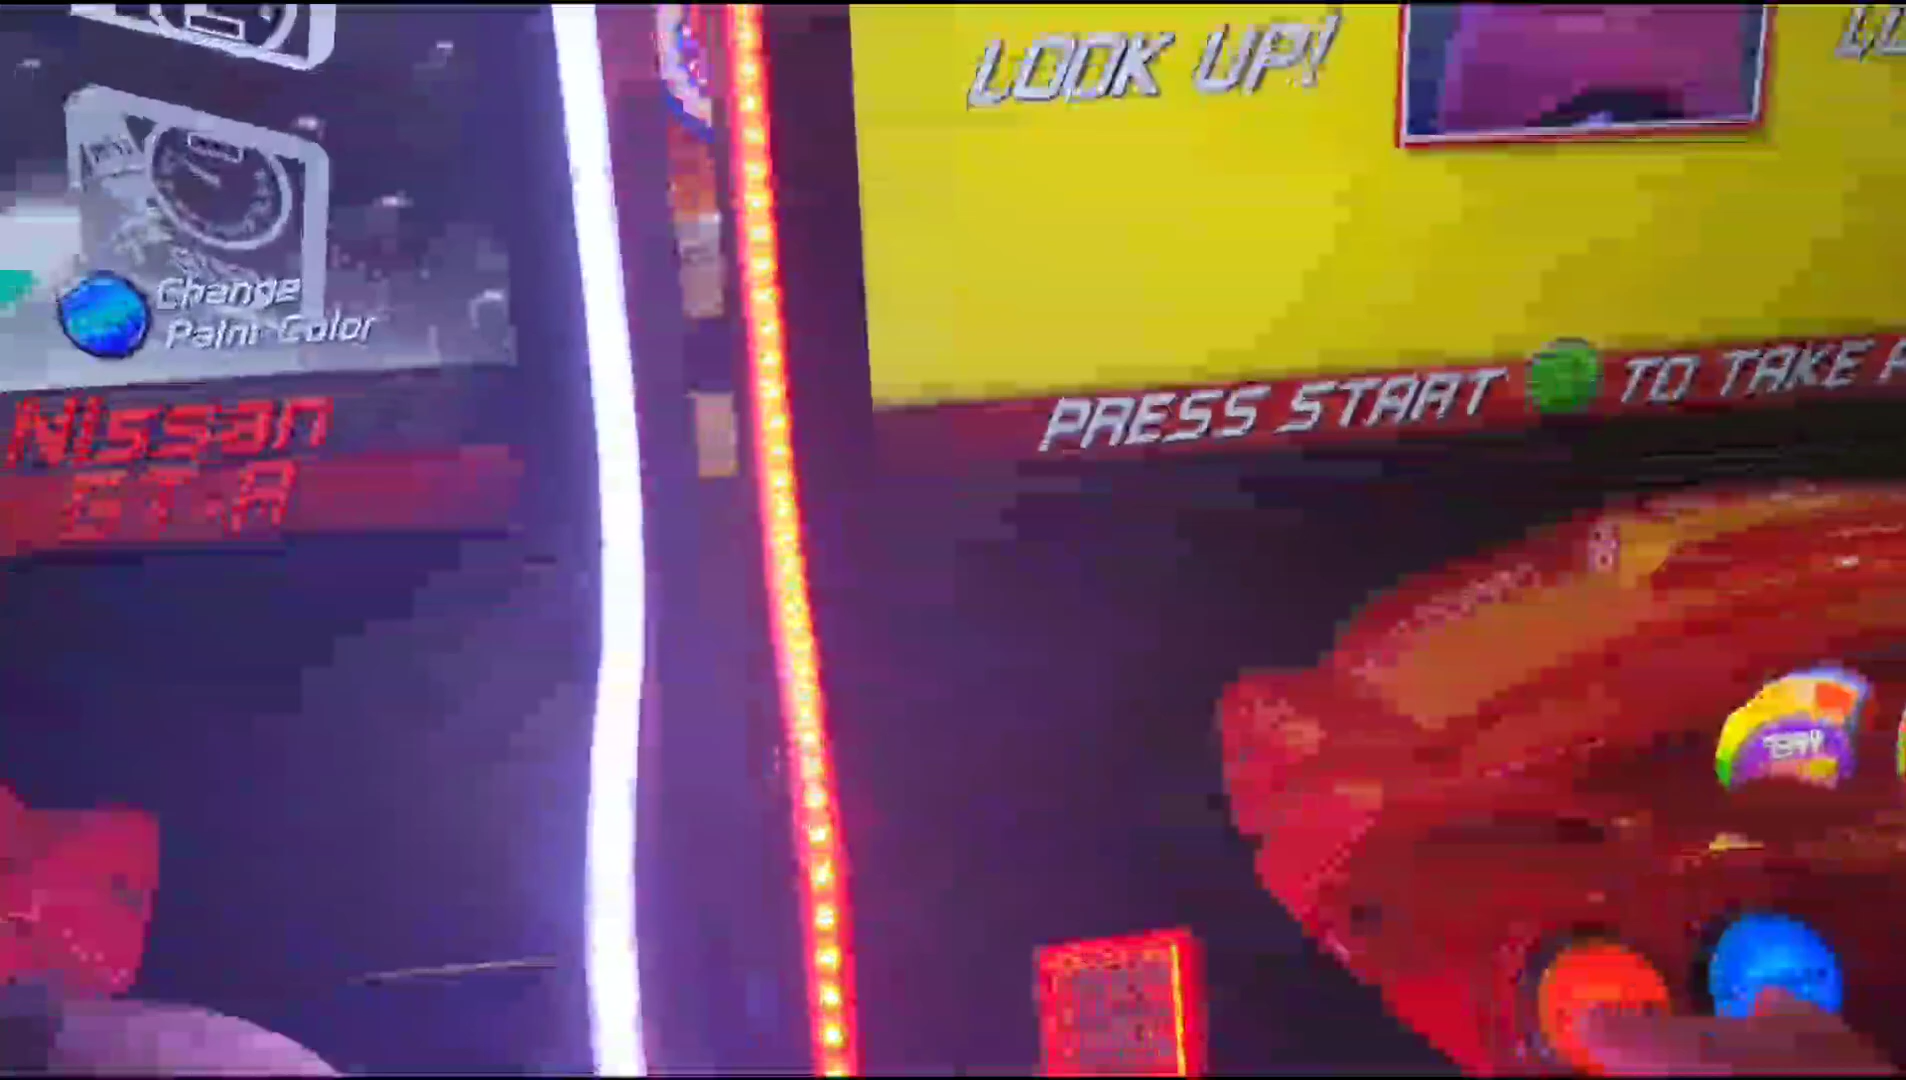 LOOK UP!
Change
Paint Color
Nissan
GT-R
PRESS START
TO TAKE